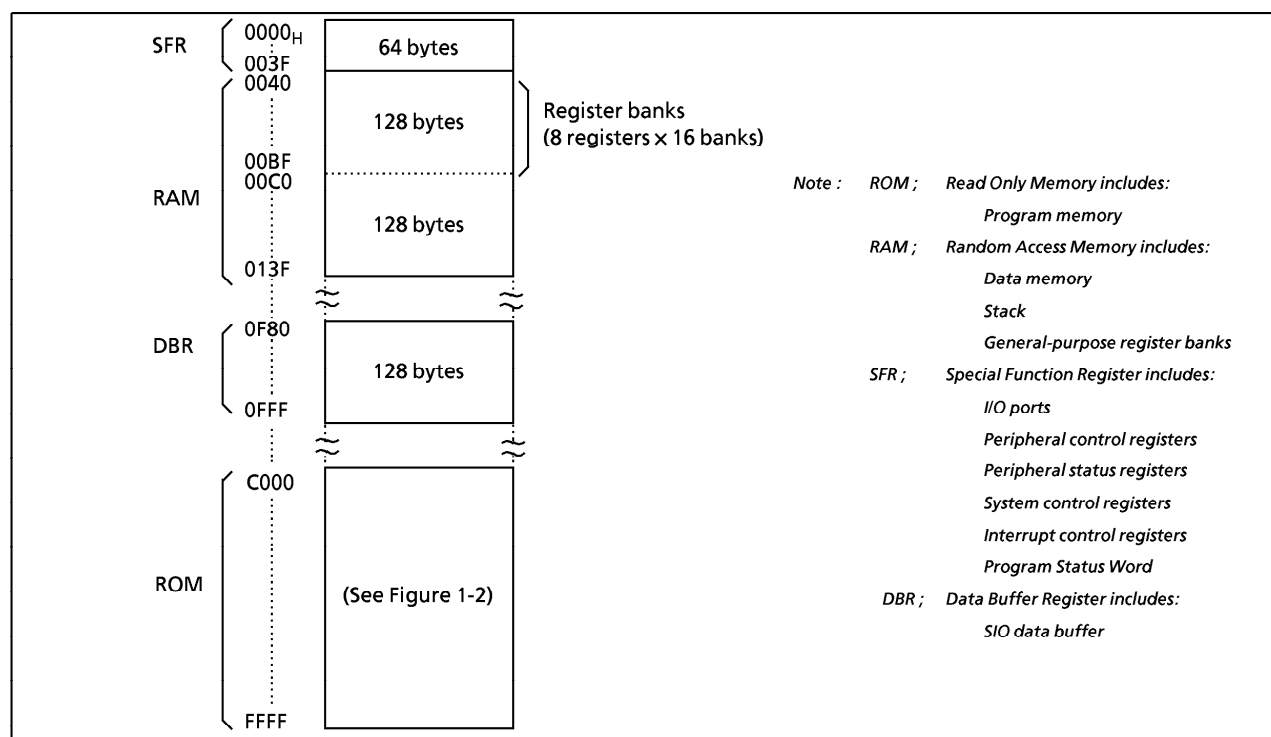 SFR
0000H
003F
64 bytes
0040
00BF
128 bytes
Register banks
(8 registers × 16 banks)
RAM
00C0
013F
128 bytes
DBR
0F80
0FFF
128 bytes
ROM
C000
FFFF
(See Figure 1-2)
Note : ROM ; Read Only Memory includes:
Program memory
RAM ; Random Access Memory includes:
Data memory
Stack
General-purpose register banks
SFR ; Special Function Register includes:
I/O ports
Peripheral control registers
Peripheral status registers
System control registers
Interrupt control registers
Program Status Word
DBR ; Data Buffer Register includes:
SIO data buffer